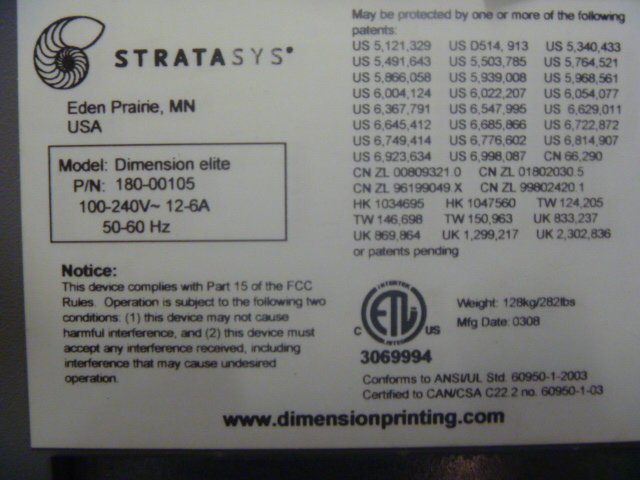 STRATASYS®
Eden Prairie, MN
USA
Model: Dimension elite
P/N: 180-00105
100-240V~ 12-6A
50-60 Hz
Notice:
This device complies with Part 15 of the FCC
Rules. Operation is subject to the following two
conditions: (1) this device may not cause
harmful interference, and (2) this device must
accept any interference received, including
interference that may cause undesired
operation.
May be protected by one or more of the following
patents:
US 5,121,329 US D514, 913 US 5,340,433
US 5,491,643 US 5,503,785 US 5,764,521
US 5,866,058 US 5,939,008 US 5,968,561
US 6,004,124 US 6,022,207 US 6,054,077
US 6,367,791 US 6,547,995 US 6,629,011
US 6,645,412 US 6,685,866 US 6,722,872
US 6,749,414 US 6,776,602 US 6,814,907
US 6,923,634 US 6,998,087 CN 66,290
CN ZL 00809321.0 CN ZL 01802030.5
CN ZL 96199049.X CN ZL 99802420.1
HK 1034695 HK 1047560 TW 124,205
TW 146,698 TW 150,963 UK 833,237
UK 869,864 UK 1,299,217 UK 2,302,836
or patents pending
INTERTEK
ETL
C US
3069994
Weight: 128kg/282lbs
Mfg Date: 0308
Conforms to ANSI/UL Std. 60950-1-2003
Certified to CAN/CSA C22.2 no. 60950-1-03
www.dimensionprinting.com